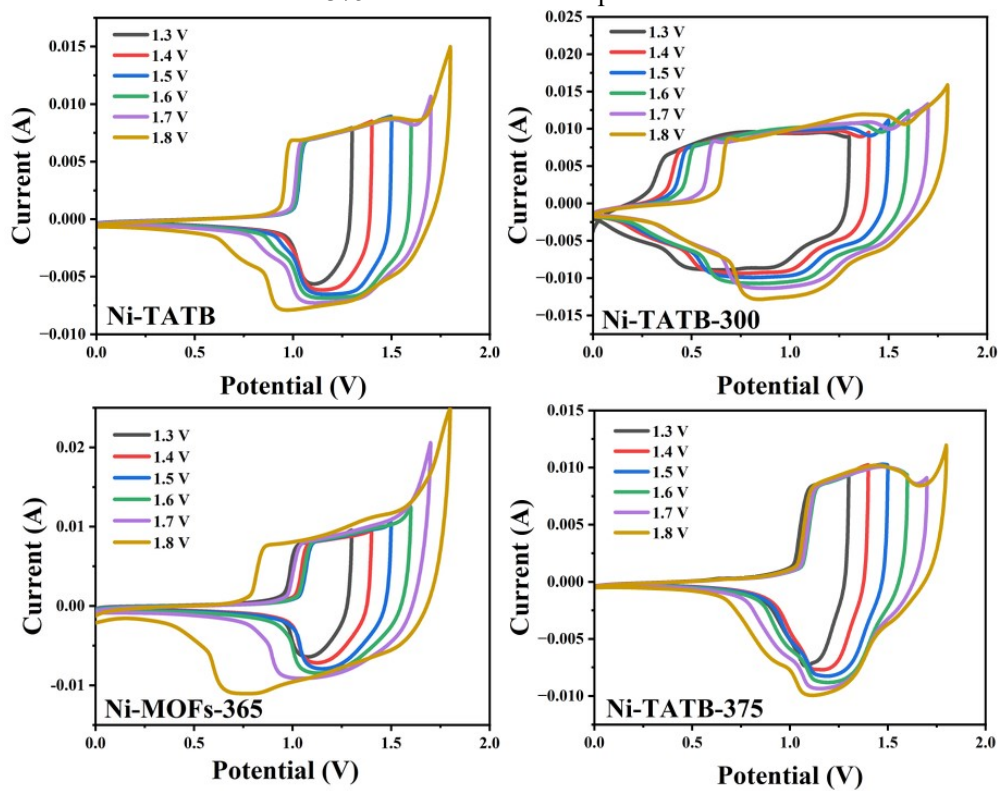 1.3 V
1.4 V
1.5 V
1.6 V
1.7 V
1.8 V
0.015
0.010
0.005
0.000
−0.005
−0.010
Current (A)
Ni-TATB
0.0 0.5 1.0 1.5 2.0
Potential (V)
1.3 V
1.4 V
1.5 V
1.6 V
1.7 V
1.8 V
0.025
0.020
0.015
0.010
0.005
0.000
−0.005
−0.010
−0.015
Current (A)
Ni-TATB-300
0.0 0.5 1.0 1.5 2.0
Potential (V)
1.3 V
1.4 V
1.5 V
1.6 V
1.7 V
1.8 V
0.02
0.01
0.00
-0.01
Current (A)
Ni-MOFs-365
0.0 0.5 1.0 1.5 2.0
Potential (V)
1.3 V
1.4 V
1.5 V
1.6 V
1.7 V
1.8 V
0.015
0.010
0.005
0.000
−0.005
−0.010
Current (A)
Ni-TATB-375
0.0 0.5 1.0 1.5 2.0
Potential (V)